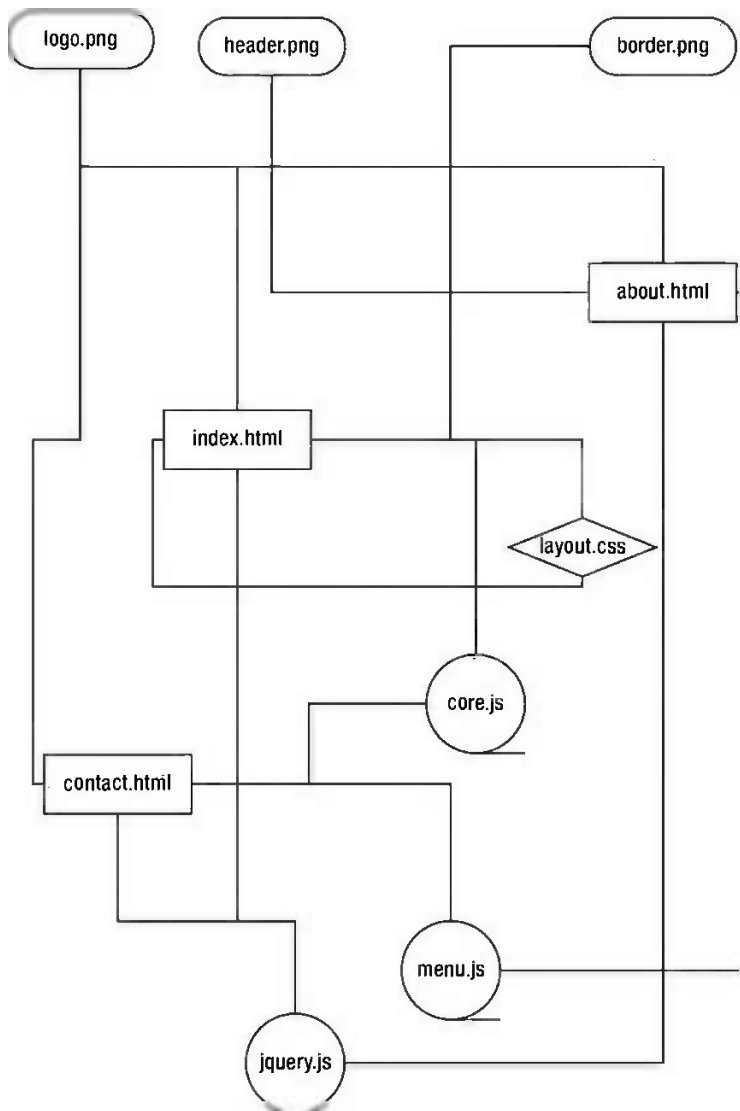 logo.png
header.png
border.png
about.html
index.html
layout.css
core.js
contact.html
menu.js
jquery.js